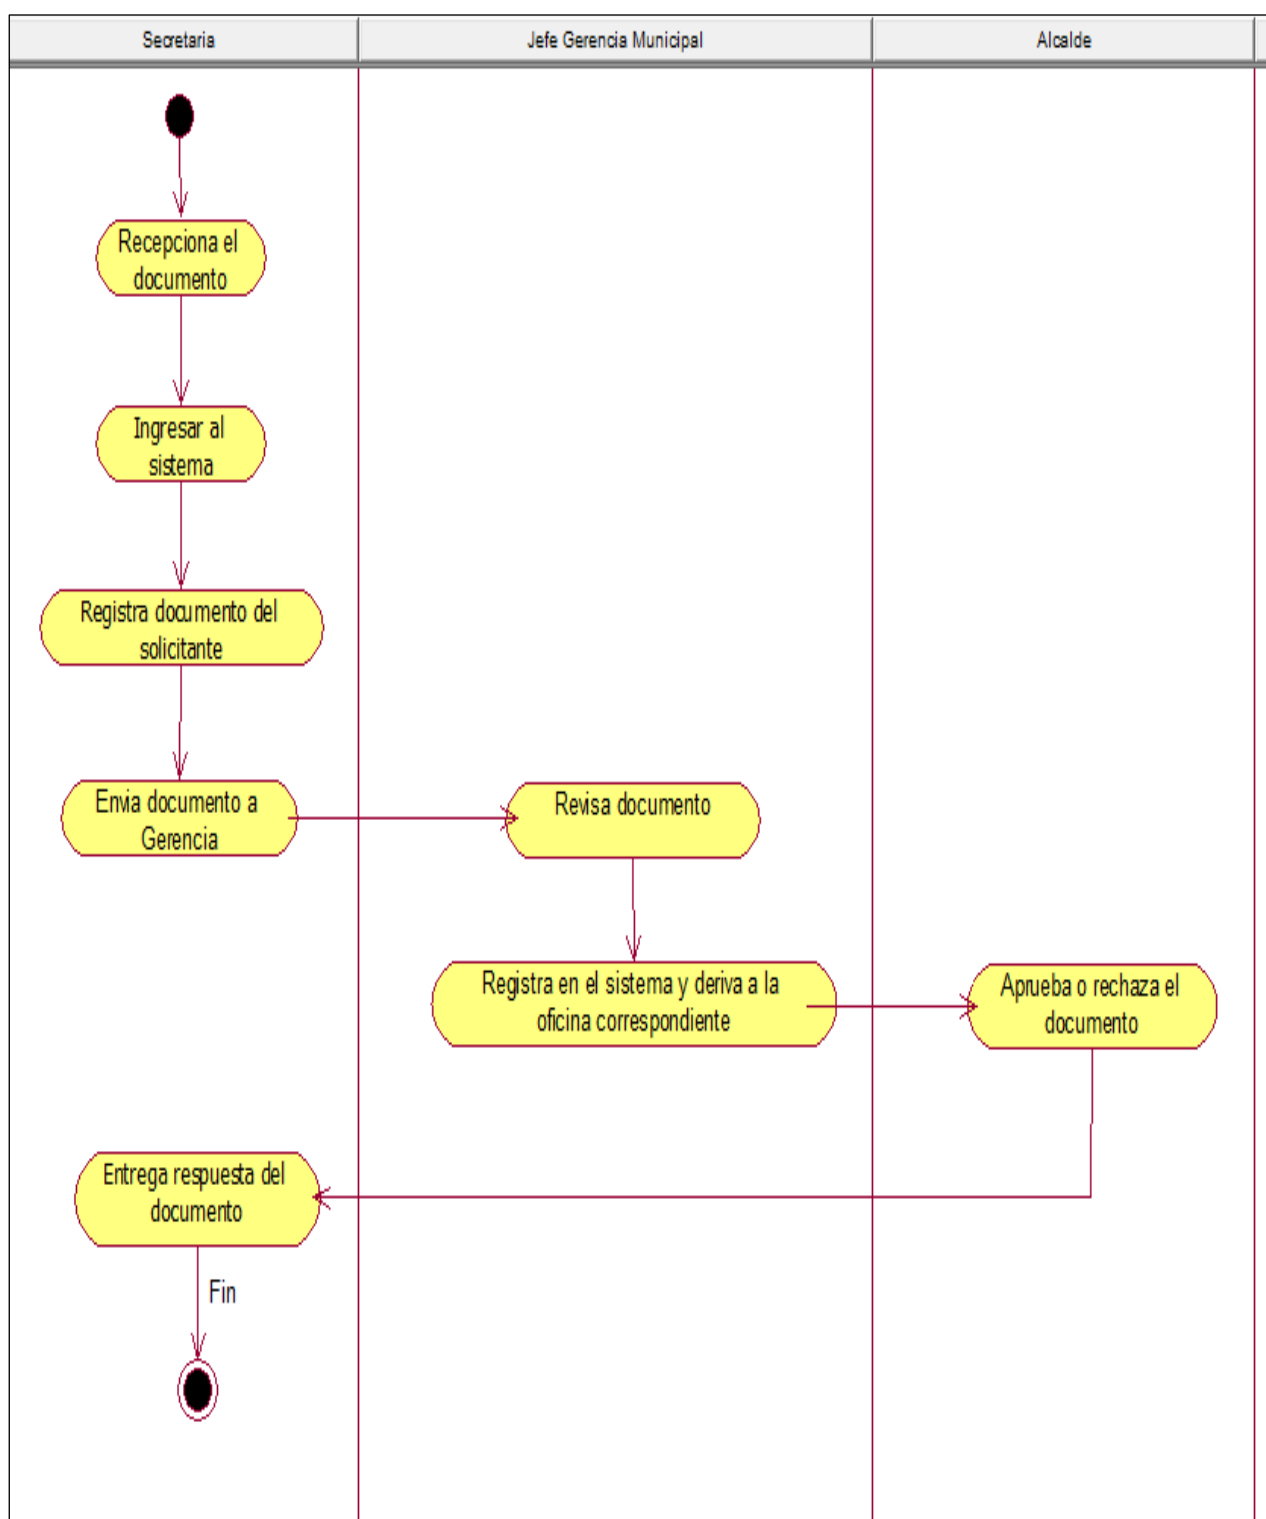 Secretaria
Jefe Gerencia Municipal
Alcalde
Recepciona el
documento
Ingresar al
sistema
Registra documento del
solicitante
Envia documento a
Gerencia
Revisa documento
Registra en el sistema y deriva a la
oficina correspondiente
Aprueba o rechaza el
documento
Entrega respuesta del
documento
Fin